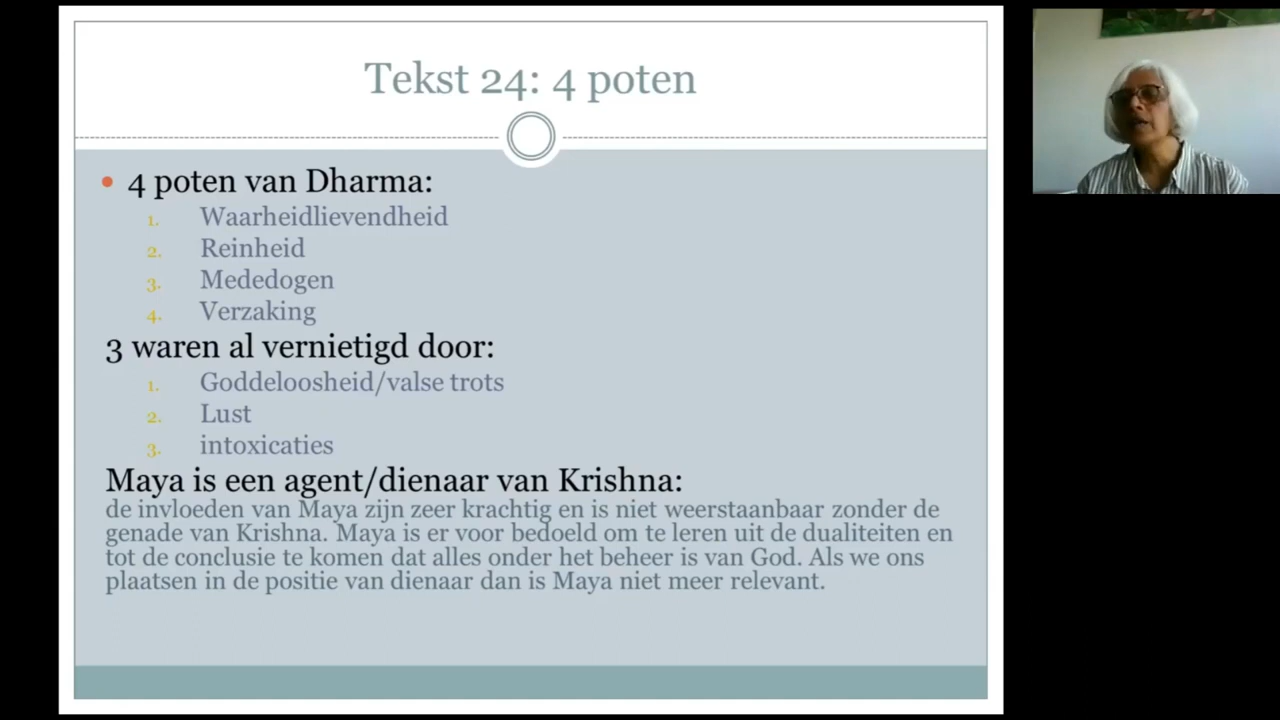 Tekst 24: 4 poten
• 4 poten van Dharma:
1. Waarheidlievendheid
2. Reinheid
3. Mededogen
4. Verzaking
3 waren al vernietigd door:
1. Goddeloosheid/valse trots
2. Lust
3. intoxicaties
Maya is een agent/dienaar van Krishna:
de invloeden van Maya zijn zeer krachtig en is niet weerstaanbaar zonder de
genade van Krishna. Maya is er voor bedoeld om te leren uit de dualiteiten en
tot de conclusie te komen dat alles onder het beheer is van God. Als we ons
plaatsen in de positie van dienaar dan is Maya niet meer relevant.